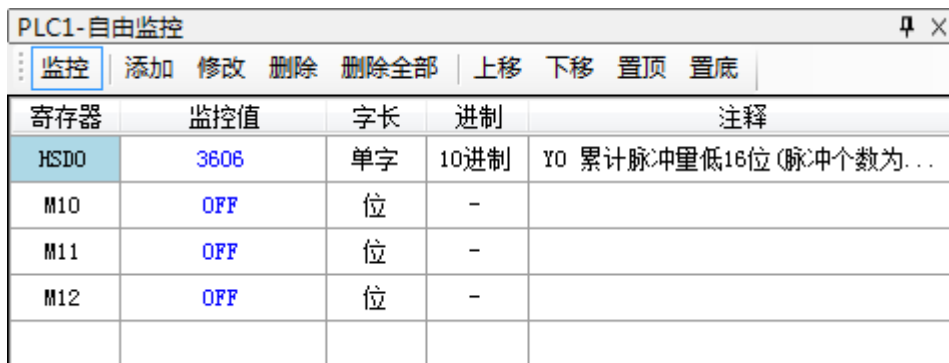 PLC1-自由监控
监控 添加 修改 删除 删除全部 上移 下移 置顶 置底
寄存器 监控值 字长 进制 注释
HSD0 3606 单字 10进制 Y0 累计脉冲量低16位(脉冲个数为...
M10 OFF 位 -
M11 OFF 位 -
M12 OFF 位 -